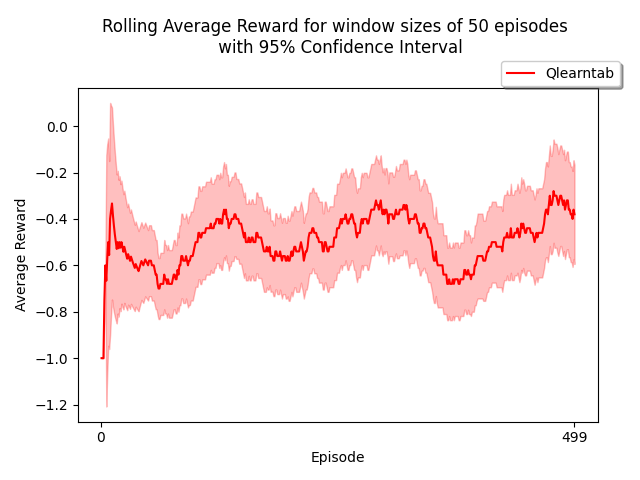 Rolling Average Reward for window sizes of 50 episodes
with 95% Confidence Interval
Qlearntab
0.0
−0.2
−0.4
−0.6
−0.8
−1.0
−1.2
Average Reward
0
499
Episode